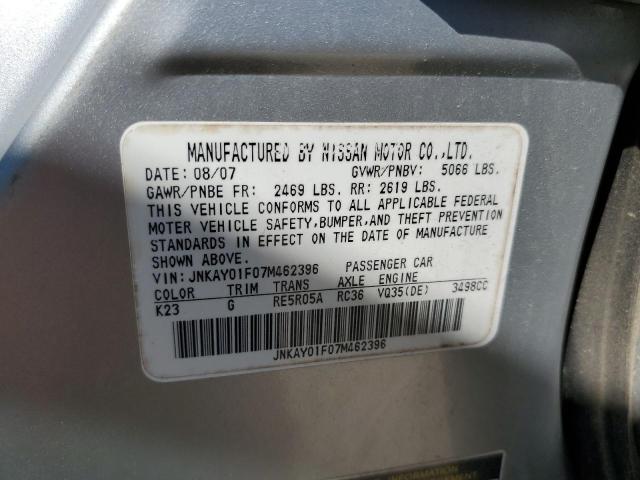 MANUFACTURED BY NISSAN MOTOR CO.,LTD.
DATE: 08/07 GVWR/PNBV: 5066 LBS.
GAWR/PNBE FR: 2469 LBS. RR: 2619 LBS.
THIS VEHICLE CONFORMS TO ALL APPLICABLE FEDERAL
MOTOR VEHICLE SAFETY,BUMPER,AND THEFT PREVENTION
STANDARDS IN EFFECT ON THE DATE OF MANUFACTURE
SHOWN ABOVE.
VIN: JNKAY01F07M462396 PASSENGER CAR
COLOR TRIM TRANS AXLE ENGINE
K23 G RE5R05A RC36 VQ35(DE) 3498CC
JNKAY01F07M462396
INFORMATION